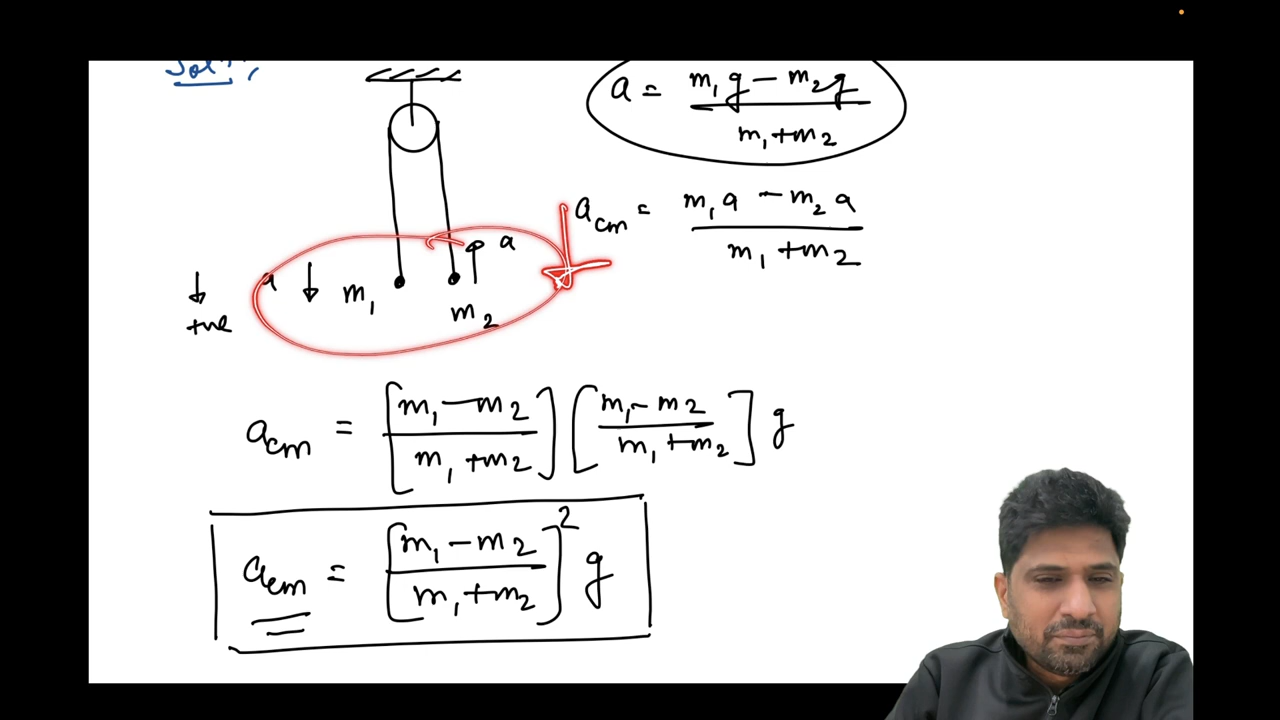 Soln,
a = m₁g − m₂g / m₁+m₂
a_cm = m₁a − m₂a / m₁+m₂
a
a
m₁
m₂
+ve
a_cm = [m₁−m₂ / m₁+m₂] [m₁−m₂ / m₁+m₂] g
a_cm = [m₁−m₂ / m₁+m₂]² g